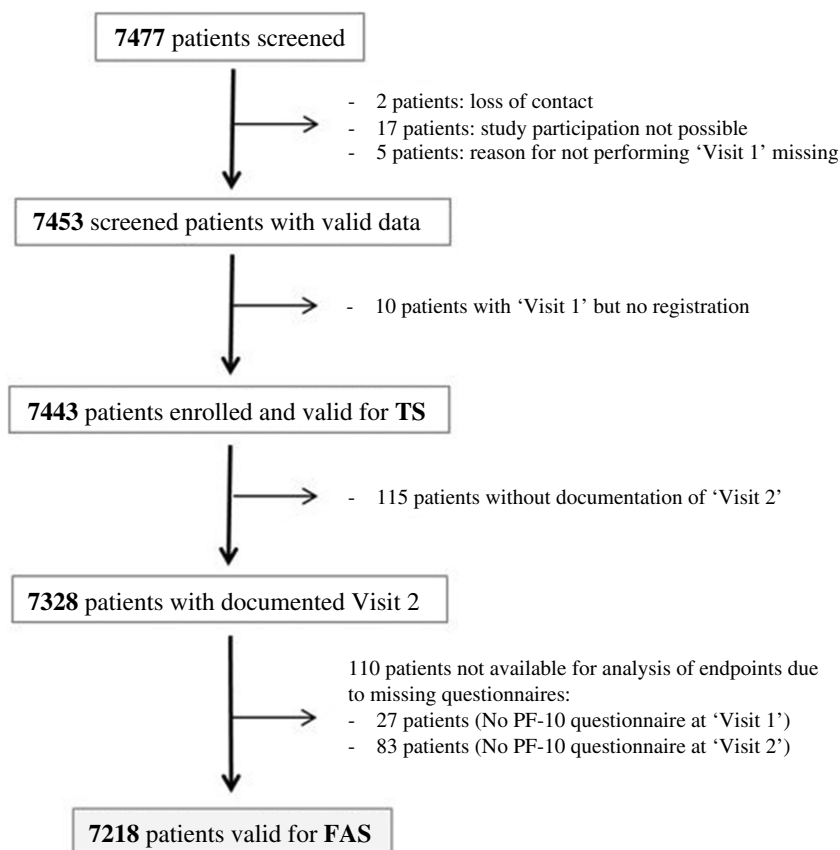 7477 patients screened
- 2 patients: loss of contact
- 17 patients: study participation not possible
- 5 patients: reason for not performing ‘Visit 1’ missing
7453 screened patients with valid data
- 10 patients with ‘Visit 1’ but no registration
7443 patients enrolled and valid for TS
- 115 patients without documentation of ‘Visit 2’
7328 patients with documented Visit 2
110 patients not available for analysis of endpoints due
to missing questionnaires:
- 27 patients (No PF-10 questionnaire at ‘Visit 1’)
- 83 patients (No PF-10 questionnaire at ‘Visit 2’)
7218 patients valid for FAS